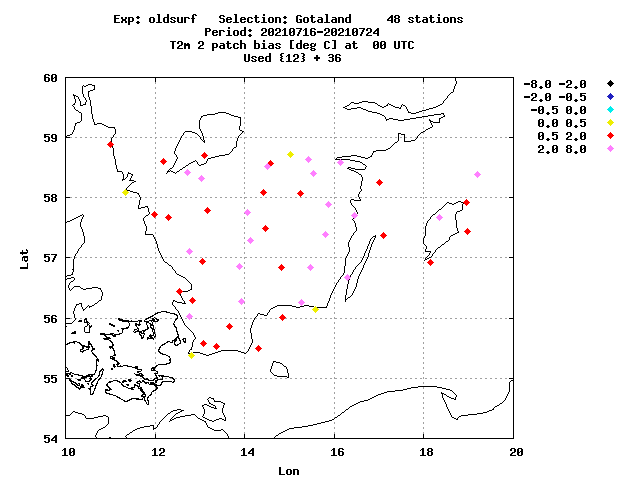 Exp: oldsurf Selection: Gotaland 48 stations
Period: 20210716-20210724
T2m 2 patch bias [deg C] at 00 UTC
Used {12} + 36
60
59
58
57
56
55
54
Lat
10 12 14 16 18 20
Lon
-8.0 -2.0
-2.0 -0.5
-0.5 0.0
0.0 0.5
0.5 2.0
2.0 8.0